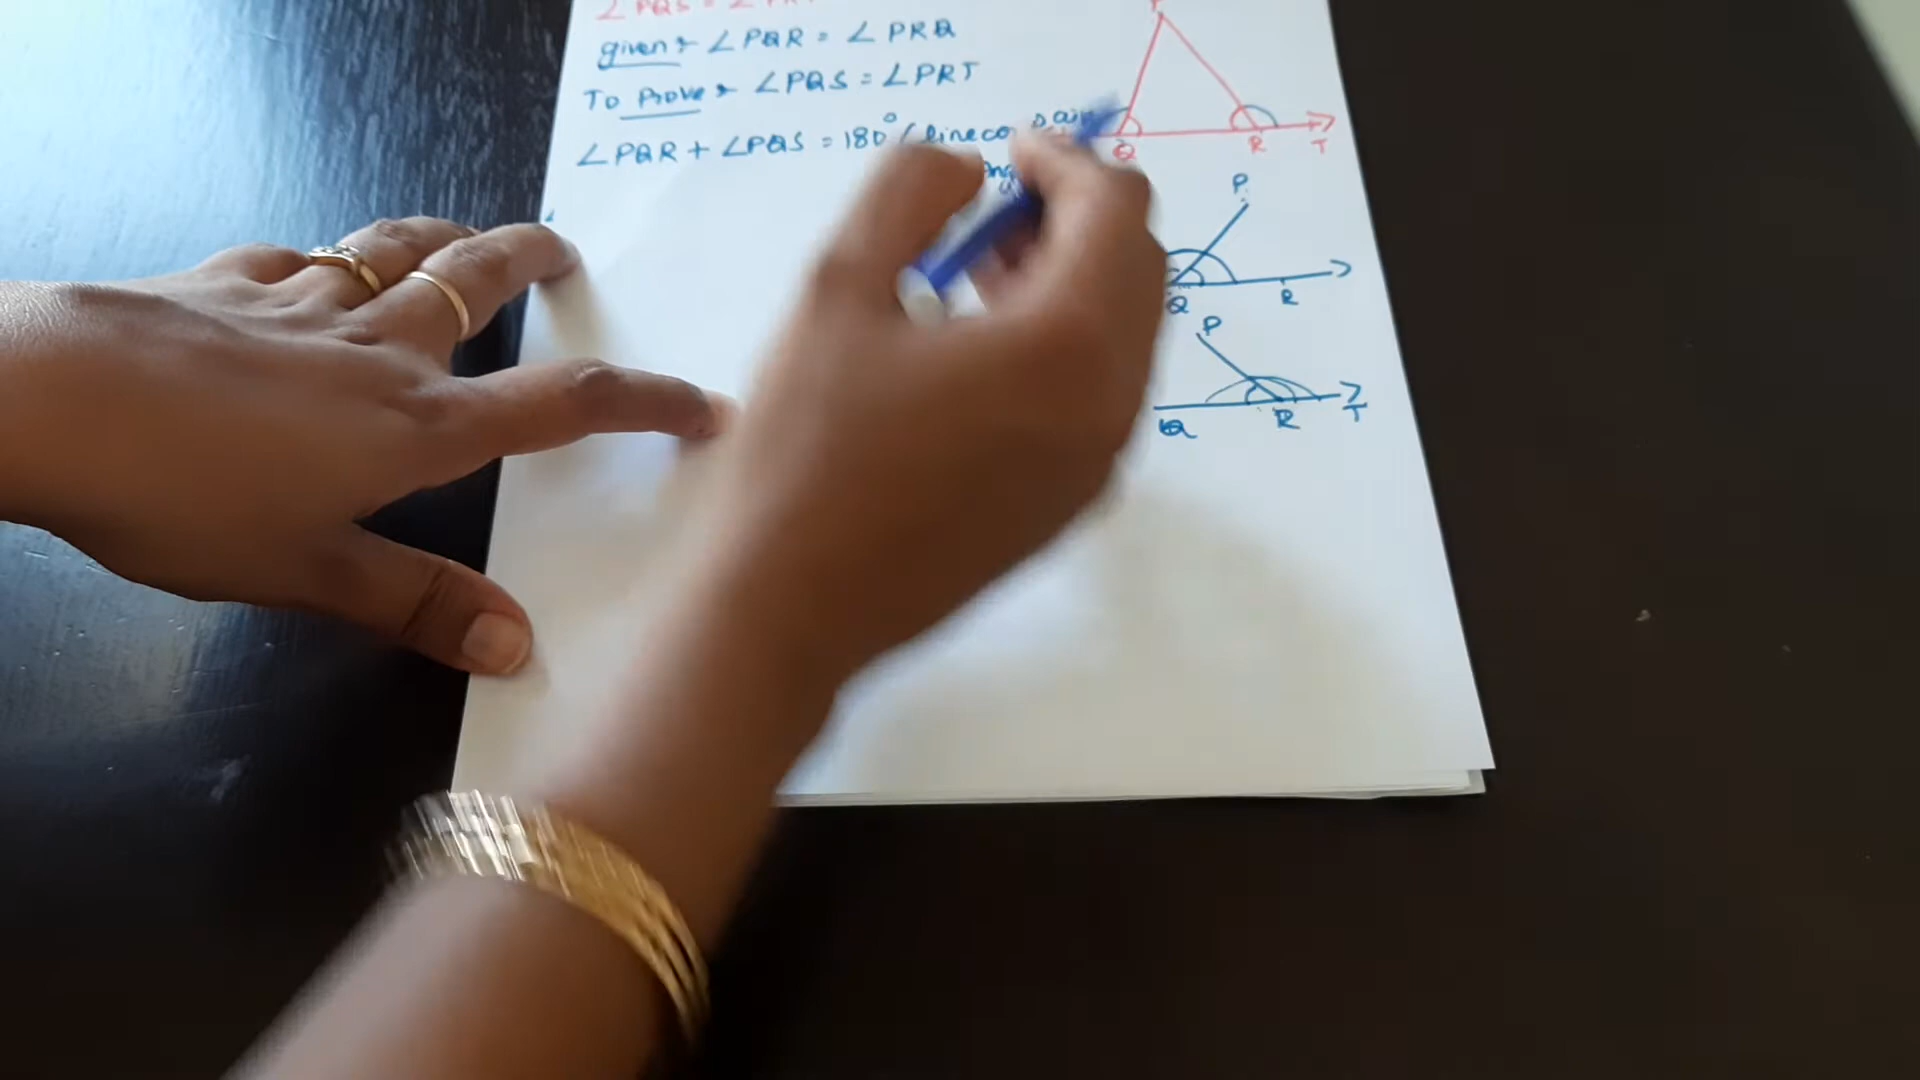 given :- ∠PQR = ∠PRQ
To Prove :- ∠PQS = ∠PRT
∠PQR + ∠PQS = 180° (
Q R T
P
Q R
P
Q R T